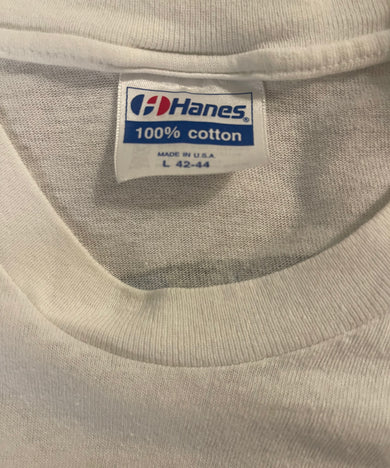 Hanes®
100% cotton
MADE IN U.S.A
L 42-44